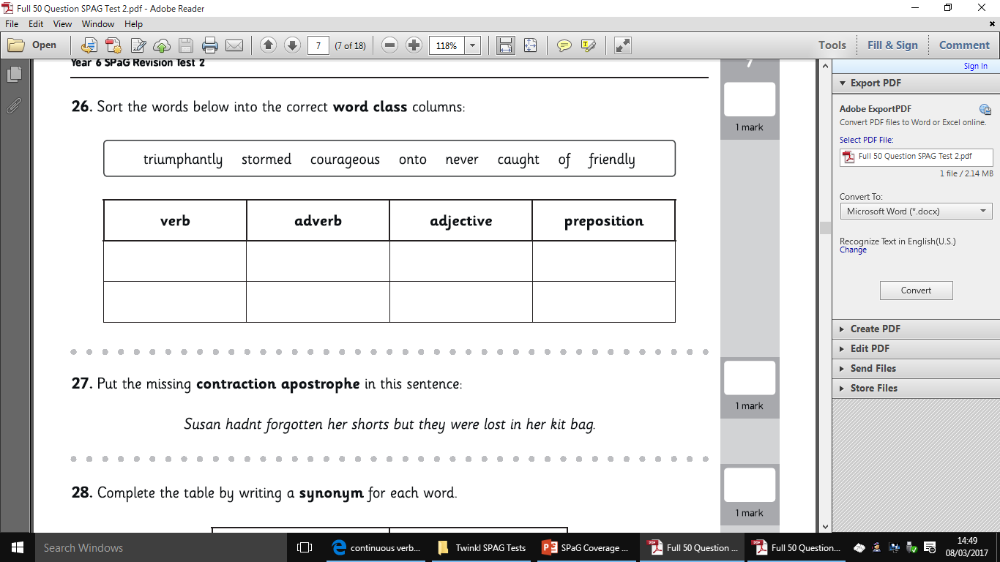 Full 50 Question SPAG Test 2.pdf - Adobe Reader
File Edit View Window Help
Open 7 (7 of 18) 118% Tools Fill & Sign Comment
Sign In
Year 6 SPaG Revision Test 2
26. Sort the words below into the correct word class columns:
1 mark
triumphantly stormed courageous onto never caught of friendly
verb adverb adjective preposition
27. Put the missing contraction apostrophe in this sentence:
1 mark
Susan hadnt forgotten her shorts but they were lost in her kit bag.
28. Complete the table by writing a synonym for each word.
1 mark
Export PDF
Adobe ExportPDF
Convert PDF files to Word or Excel online.
Select PDF File:
Full 50 Question SPAG Test 2.pdf
1 file / 2.14 MB
Convert To:
Microsoft Word (*.docx)
Recognize Text in English(U.S.)
Change
Convert
Create PDF
Edit PDF
Send Files
Store Files
Search Windows continuous verb... Twinkl SPAG Tests SPaG Coverage ... Full 50 Question ... Full 50 Question... 14:49
08/03/2017